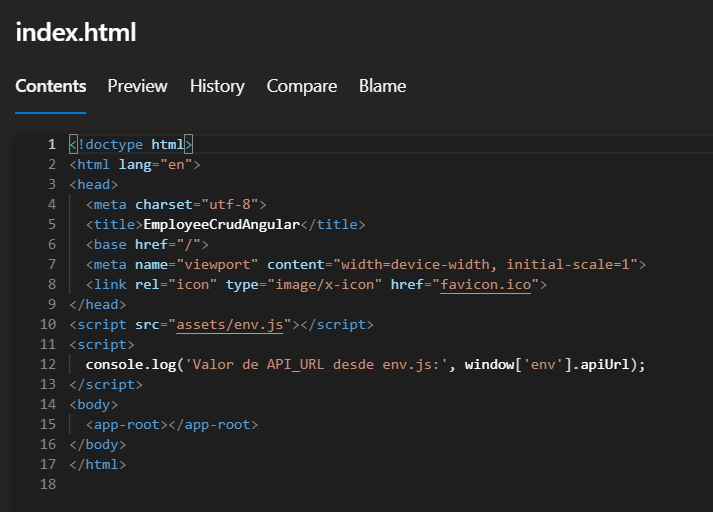 index.html
Contents Preview History Compare Blame
1 <!doctype html>
2 <html lang="en">
3 <head>
4   <meta charset="utf-8">
5   <title>EmployeeCrudAngular</title>
6   <base href="/">
7   <meta name="viewport" content="width=device-width, initial-scale=1">
8   <link rel="icon" type="image/x-icon" href="favicon.ico">
9 </head>
10 <script src="assets/env.js"></script>
11 <script>
12   console.log('Valor de API_URL desde env.js:', window['env'].apiUrl);
13 </script>
14 <body>
15   <app-root></app-root>
16 </body>
17 </html>
18